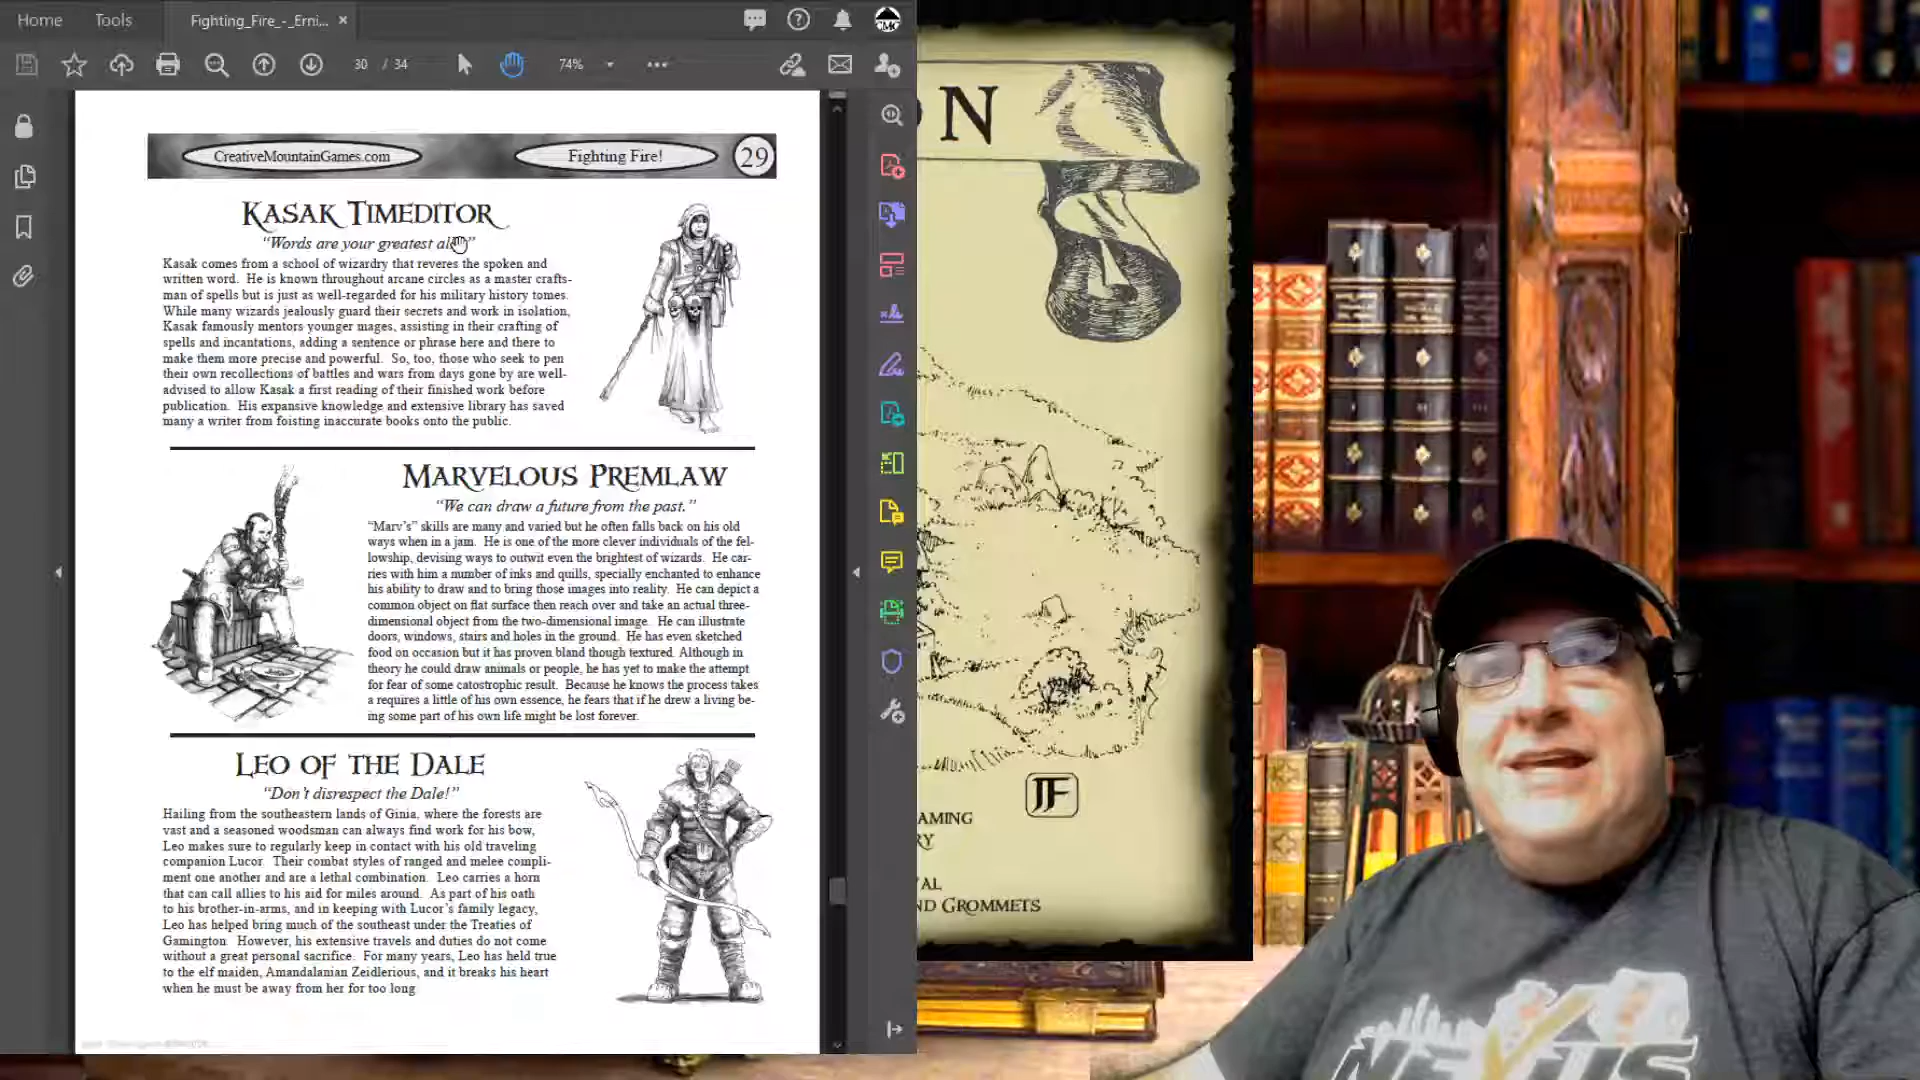 Home
Tools
Fighting_Fire_-_Erni... ×
30 / 34
74%
CreativeMountainGames.com
Fighting Fire!
29
KASAK TIMEDITOR
“Words are your greatest
Kasak comes from a school of wizardry that reveres the spoken and
written word. He is known throughout arcane circles as a master crafts-
man of spells but is just as well-regarded for his military history tomes.
While many wizards jealously guard their secrets and work in isolation,
Kasak famously mentors younger mages, assisting in their crafting of
spells and incantations, adding a sentence or phrase here and there to
make them more precise and powerful. So, too, those who seek to pen
their own recollections of battles and wars from days gone by are well-
advised to allow Kasak a first reading of their finished work before
publication. His expansive knowledge and extensive library has saved
many a writer from foisting inaccurate books onto the public.
MARVELOUS PREMLAW
“We can draw a future from the past.”
“Marv’s” skills are many and varied but he often falls back on his old
ways when in a jam. He is one of the more clever individuals of the fel-
lowship, devising ways to outwit even the brightest of wizards. He car-
ries with him a number of inks and quills, specially enchanted to enhance
his ability to draw and to bring those images into reality. He can depict a
common object on flat surface then reach over and take an actual three-
dimensional object from the two-dimensional image. He can illustrate
doors, windows, stairs and holes in the ground. He has even sketched
food on occasion but it has proven bland though textured. Although in
theory he could draw animals or people, he has yet to make the attempt
for fear of some catostrophic result. Because he knows the process takes
a requires a little of his own essence, he fears that if he drew a living be-
ing some part of his own life might be lost forever.
LEO OF THE DALE
“Don’t disrespect the Dale!”
Hailing from the southeastern lands of Ginia, where the forests are
vast and a seasoned woodsman can always find work for his bow,
Leo makes sure to regularly keep in contact with his old traveling
companion Lucor. Their combat styles of ranged and melee compli-
ment one another and are a lethal combination. Leo carries a horn
that can call allies to his aid for miles around. As part of his oath
to his brother-in-arms, and in keeping with Lucor’s family legacy,
Leo has helped bring much of the southeast under the Treaties of
Gamington. However, his extensive travels and duties do not come
without a great personal sacrifice. For many years, Leo has held true
to the elf maiden, Amandalanian Zeidlerious, and it breaks his heart
when he must be away from her for too long
N
JF
AMING
RY
VAL
ND GROMMETS
NEXUS